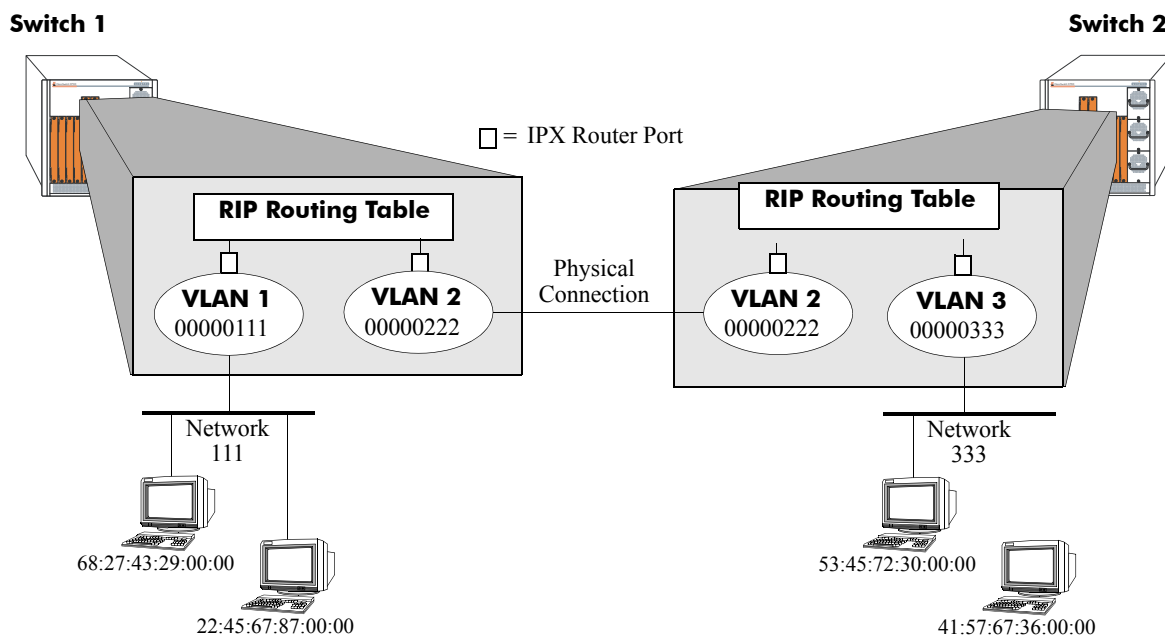 Switch 1
Switch 2
= IPX Router Port
RIP Routing Table
RIP Routing Table
Physical
Connection
VLAN 1
00000111
VLAN 2
00000222
VLAN 2
00000222
VLAN 3
00000333
Network
111
Network
333
68:27:43:29:00:00
22:45:67:87:00:00
53:45:72:30:00:00
41:57:67:36:00:00